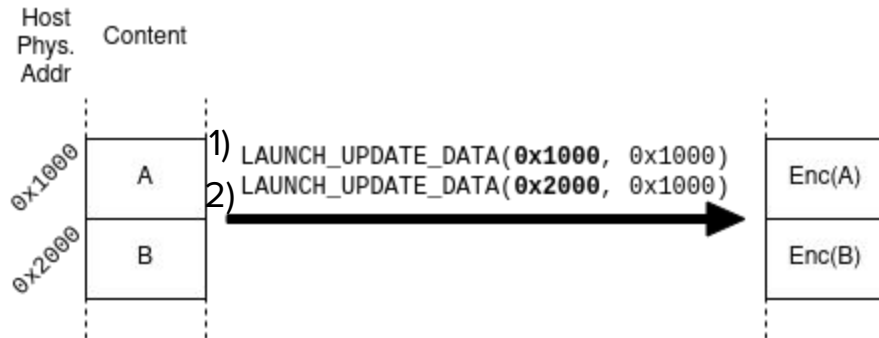 Host
Phys.
Addr
Content
0x1000
A
1) LAUNCH_UPDATE_DATA(0x1000, 0x1000)
2) LAUNCH_UPDATE_DATA(0x2000, 0x1000)
Enc(A)
0x2000
B
Enc(B)